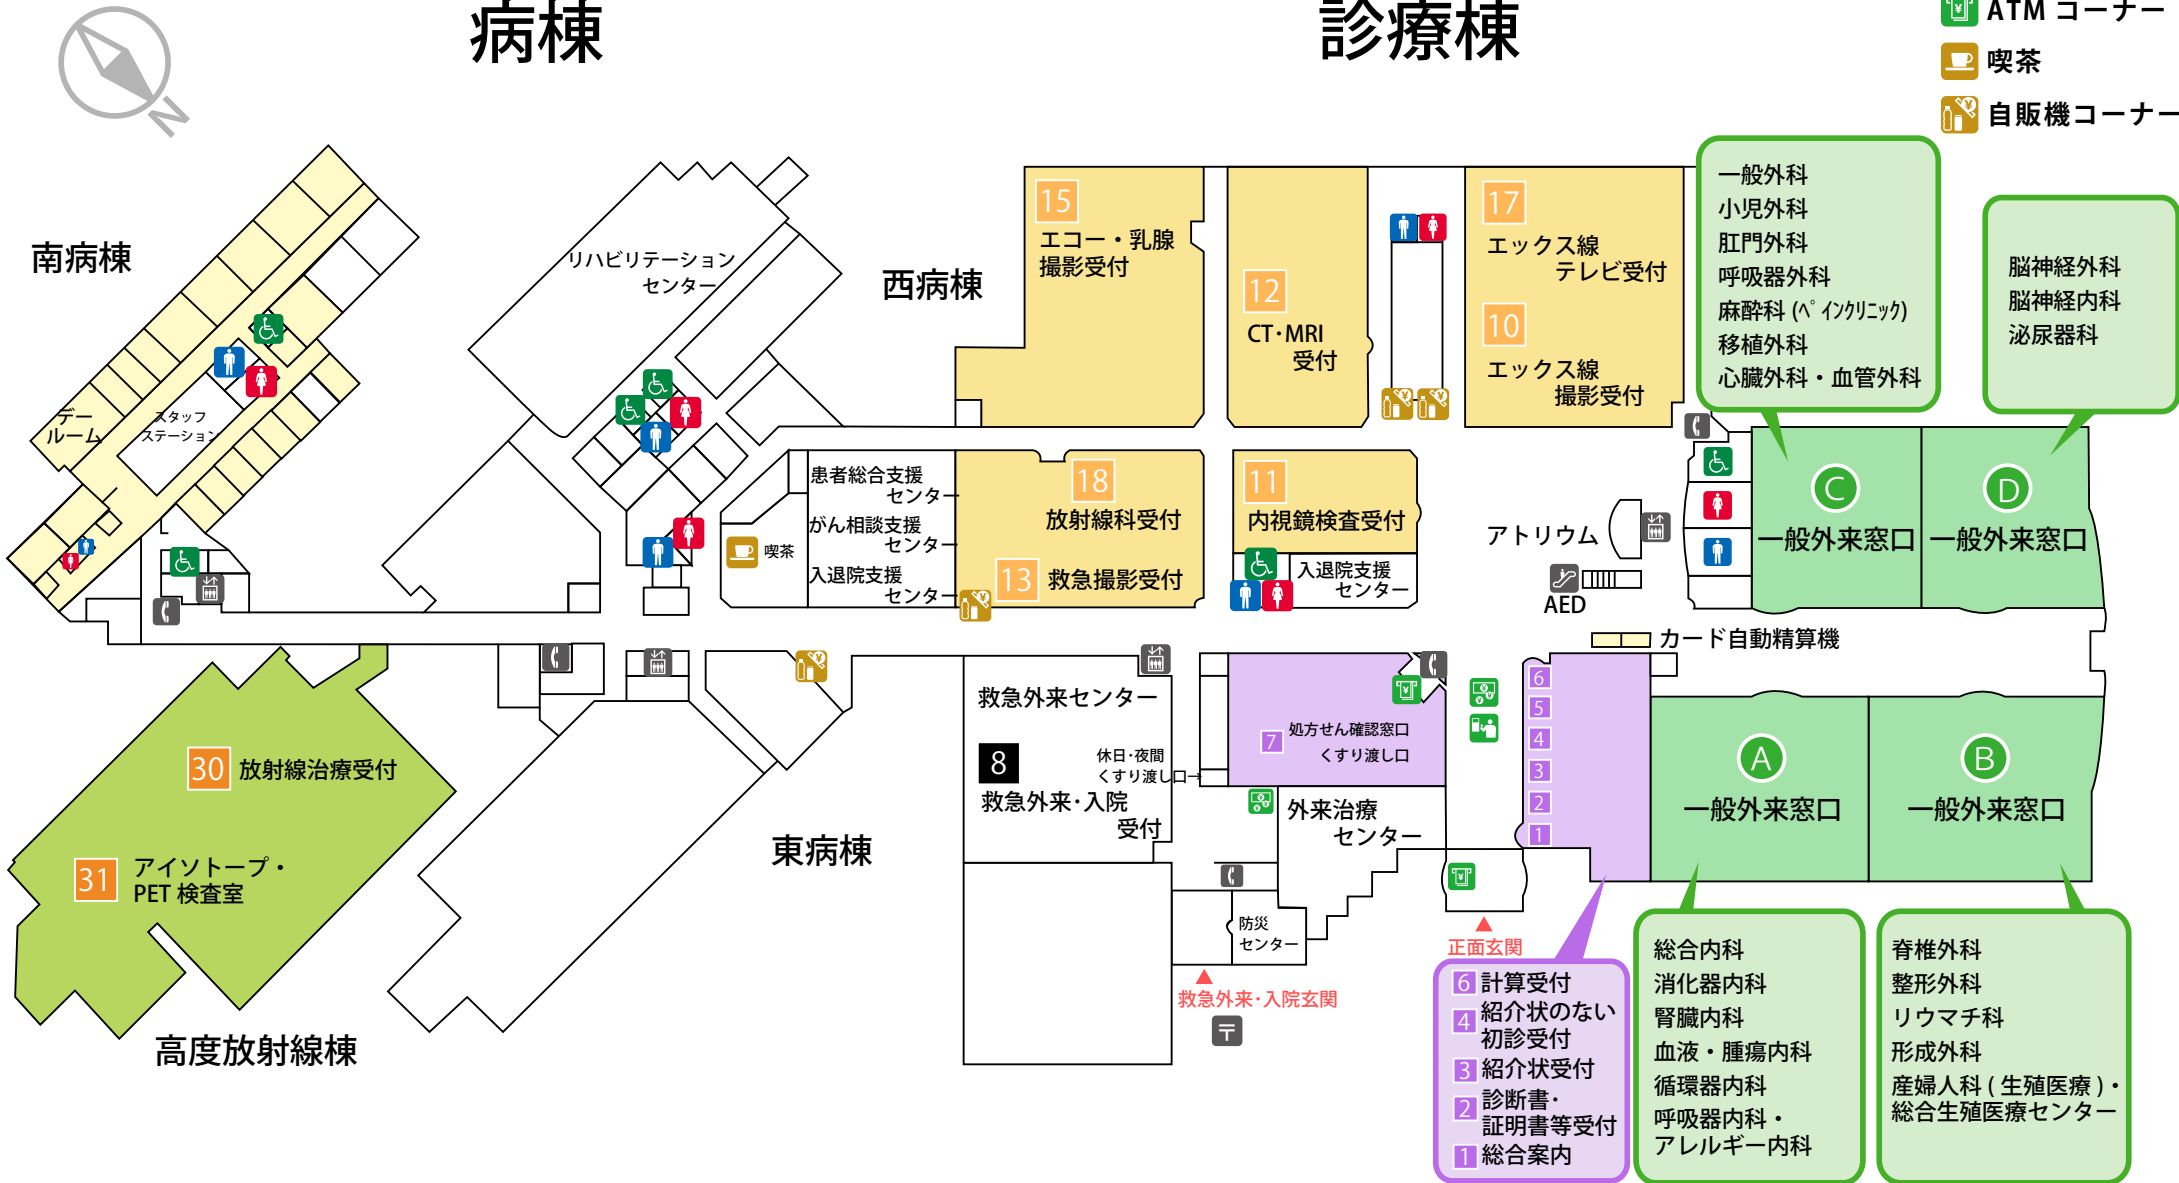 病棟
診療棟
ATM コーナー
喫茶
自販機コーナー
N
南病棟
デー
ルーム
スタッフ
ステーション
リハビリテーション
センター
西病棟
15
エコー・乳腺
撮影受付
12
CT・MRI
受付
17
エックス線
テレビ受付
10
エックス線
撮影受付
一般外科
小児外科
肛門外科
呼吸器外科
麻酔科 (ペインクリニック)
移植外科
心臓外科・血管外科
脳神経外科
脳神経内科
泌尿器科
患者総合支援
センター
がん相談支援
センター
入退院支援
センター
喫茶
18
放射線科受付
13
救急撮影受付
11
内視鏡検査受付
入退院支援
センター
アトリウム
AED
C
一般外来窓口
D
一般外来窓口
カード自動精算機
救急外来センター
8
救急外来・入院
受付
休日・夜間
くすり渡し口→
7
処方せん確認窓口
くすり渡し口
外来治療
センター
防災
センター
6
5
4
3
2
1
A
一般外来窓口
B
一般外来窓口
30
放射線治療受付
31
アイソトープ・
PET 検査室
高度放射線棟
東病棟
救急外来・入院玄関
〒
正面玄関
6 計算受付
4 紹介状のない
初診受付
3 紹介状受付
2 診断書・
証明書等受付
1 総合案内
総合内科
消化器内科
腎臓内科
血液・腫瘍内科
循環器内科
呼吸器内科・
アレルギー内科
脊椎外科
整形外科
リウマチ科
形成外科
産婦人科 ( 生殖医療 )・
総合生殖医療センター